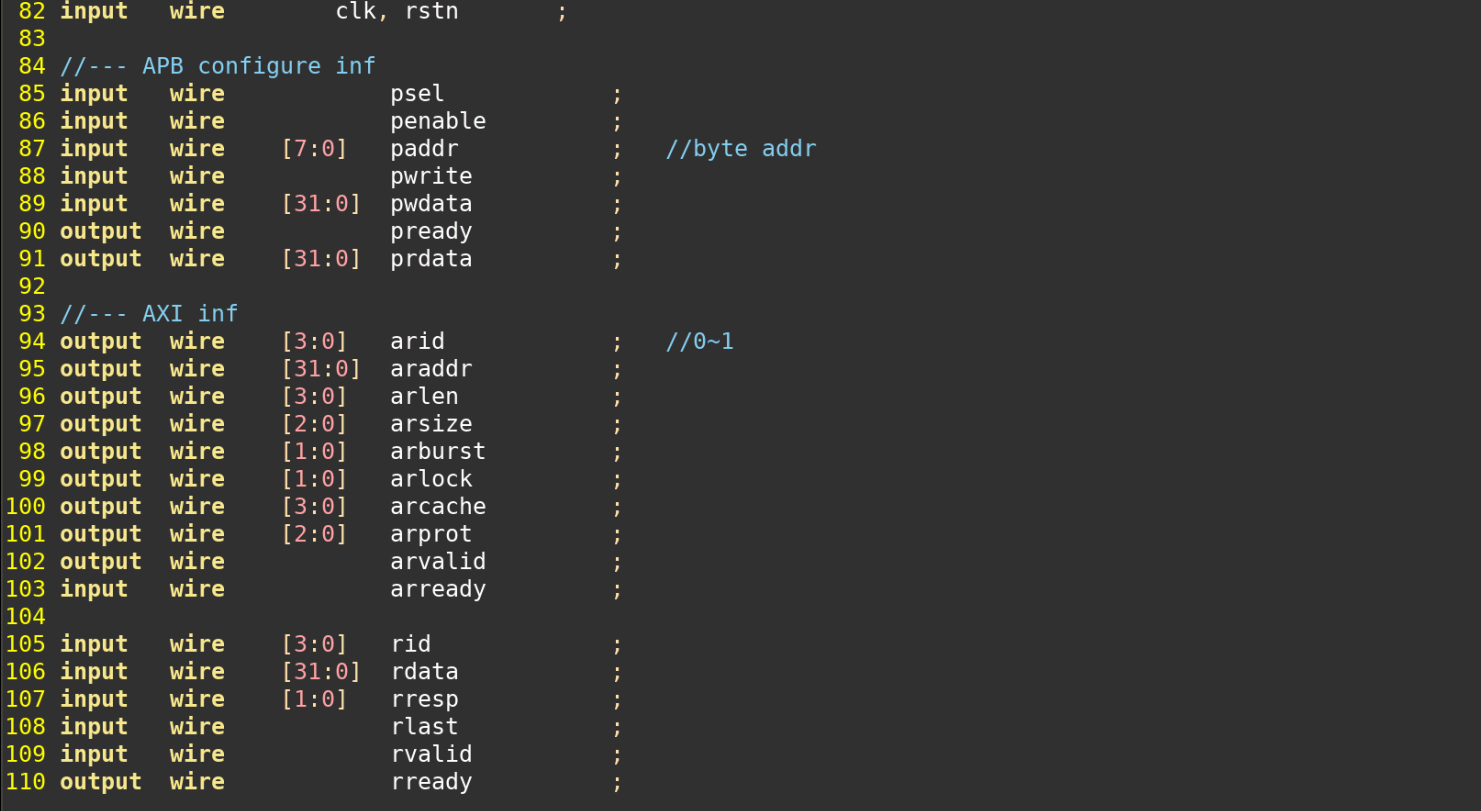 82 input   wire        clk, rstn       ;
83
84 //--- APB configure inf
85 input   wire            psel            ;
86 input   wire            penable         ;
87 input   wire    [7:0]   paddr           ;   //byte addr
88 input   wire            pwrite          ;
89 input   wire    [31:0]  pwdata          ;
90 output  wire            pready          ;
91 output  wire    [31:0]  prdata          ;
92
93 //--- AXI inf
94 output  wire    [3:0]   arid            ;   //0~1
95 output  wire    [31:0]  araddr          ;
96 output  wire    [3:0]   arlen           ;
97 output  wire    [2:0]   arsize          ;
98 output  wire    [1:0]   arburst         ;
99 output  wire    [1:0]   arlock          ;
100 output  wire    [3:0]   arcache         ;
101 output  wire    [2:0]   arprot          ;
102 output  wire            arvalid         ;
103 input   wire            arready         ;
104
105 input   wire    [3:0]   rid             ;
106 input   wire    [31:0]  rdata           ;
107 input   wire    [1:0]   rresp           ;
108 input   wire            rlast           ;
109 input   wire            rvalid          ;
110 output  wire            rready          ;